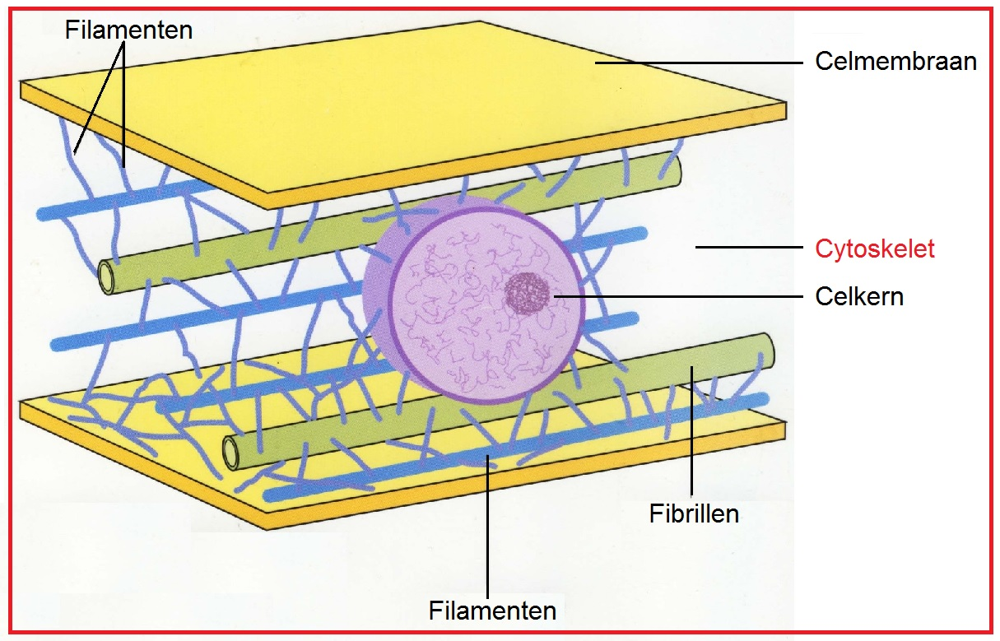 Filamenten
Celmembraan
Cytoskelet
Celkern
Fibrillen
Filamenten